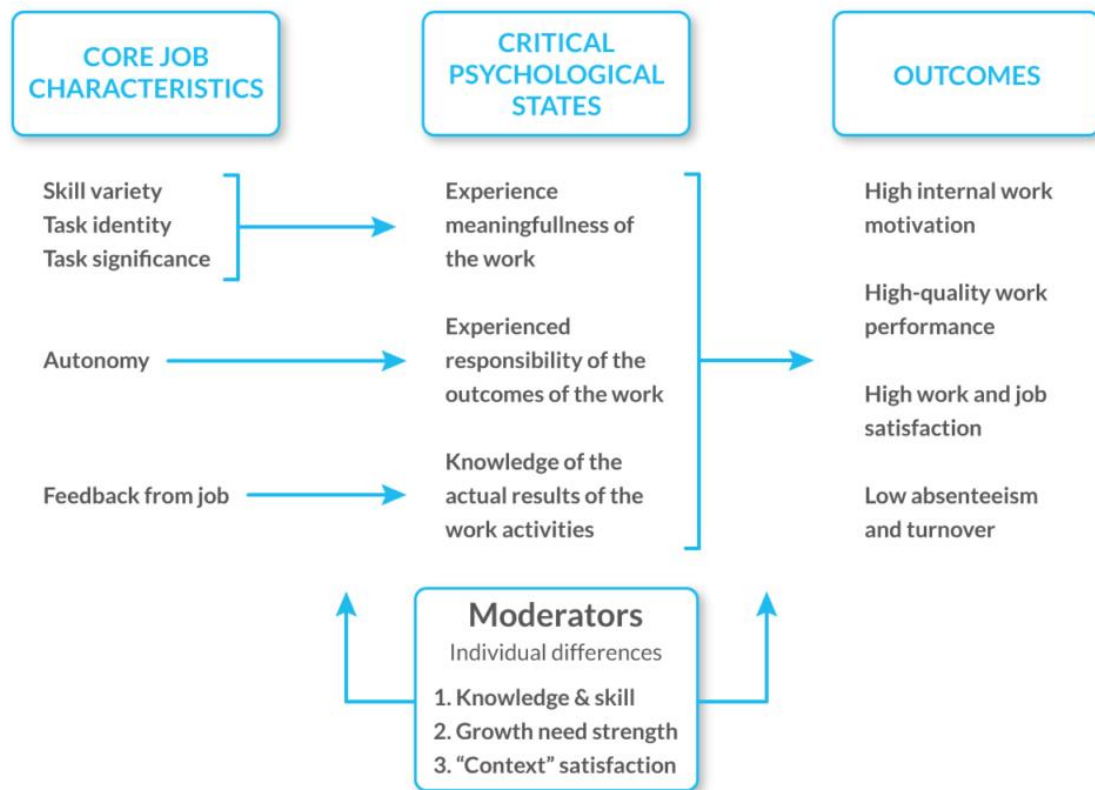 CORE JOB
CHARACTERISTICS
CRITICAL
PSYCHOLOGICAL
STATES
OUTCOMES
Skill variety
Task identity
Task significance
Experience
meaningfullness of
the work
High internal work
motivation
High-quality work
performance
Autonomy
Experienced
responsibility of the
outcomes of the work
High work and job
satisfaction
Feedback from job
Knowledge of the
actual results of the
work activities
Low absenteeism
and turnover
Moderators
Individual differences
1. Knowledge & skill
2. Growth need strength
3. “Context” satisfaction